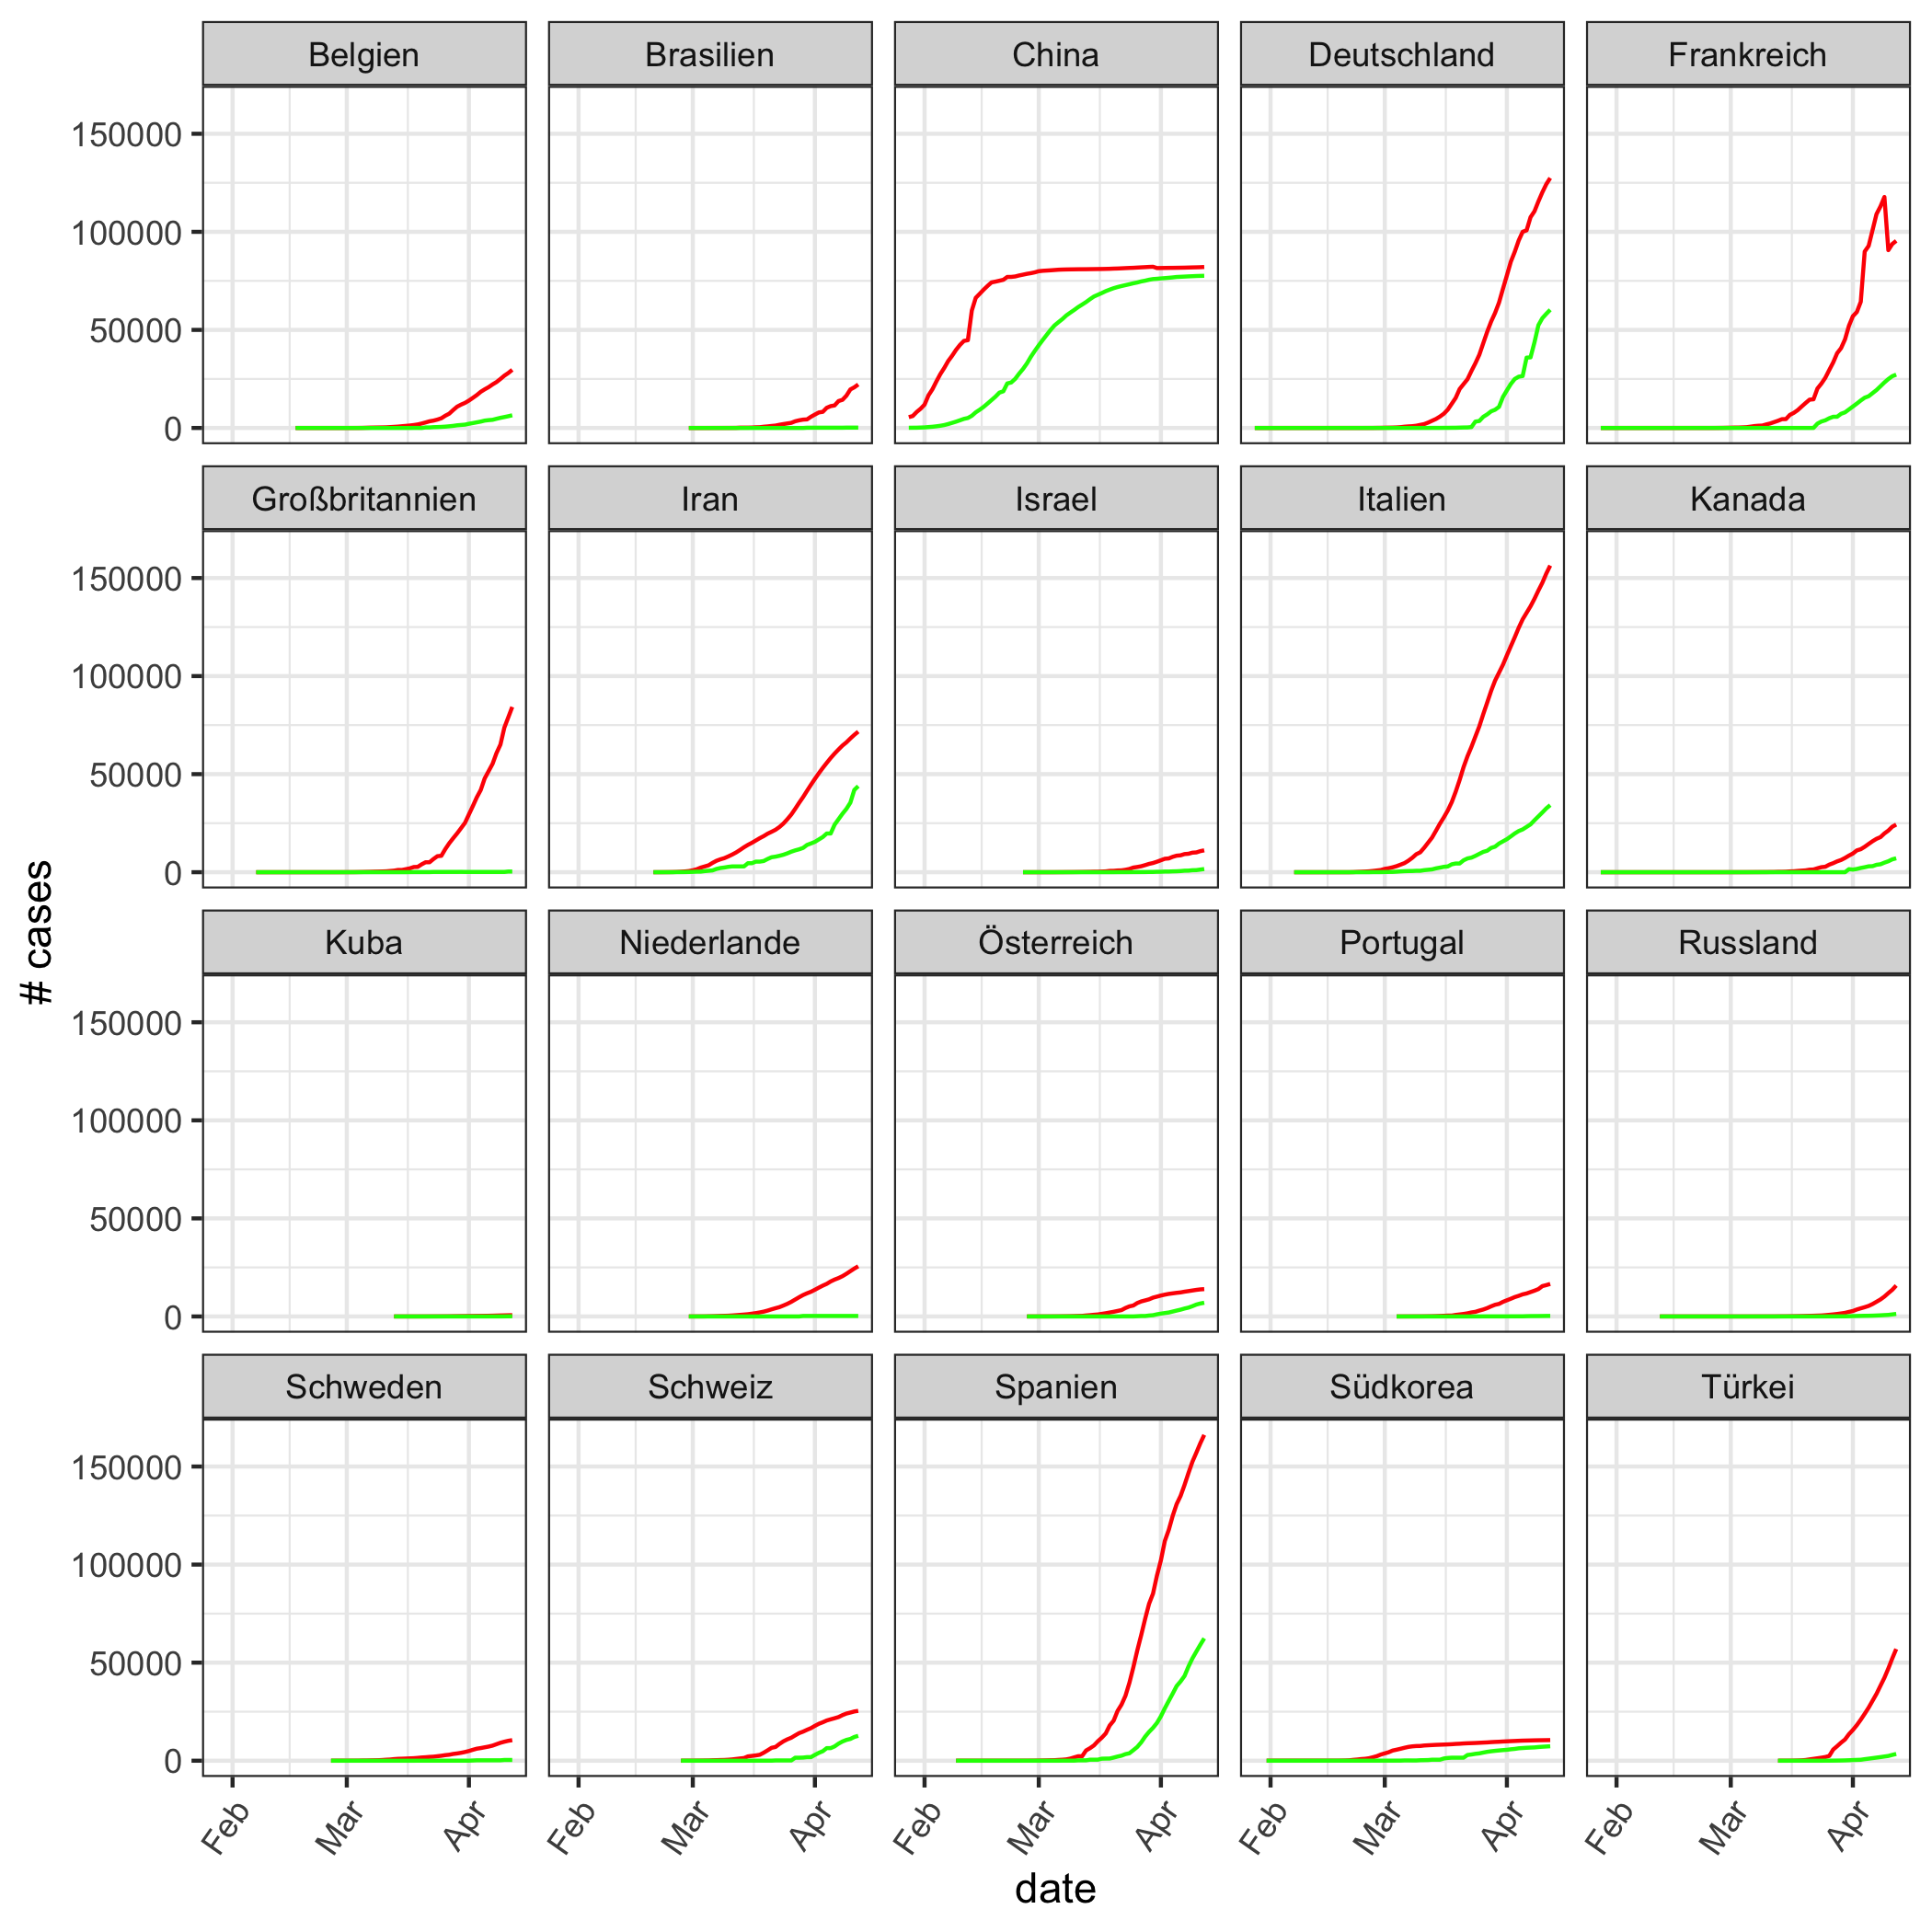 Belgien
Brasilien
China
Deutschland
Frankreich
150000
100000
50000
0
Großbritannien
Iran
Israel
Italien
Kanada
150000
100000
50000
0
# cases
Kuba
Niederlande
Österreich
Portugal
Russland
150000
100000
50000
0
Schweden
Schweiz
Spanien
Südkorea
Türkei
150000
100000
50000
0
Feb
Mar
Apr
Feb
Mar
Apr
Feb
Mar
Apr
Feb
Mar
Apr
Feb
Mar
Apr
date